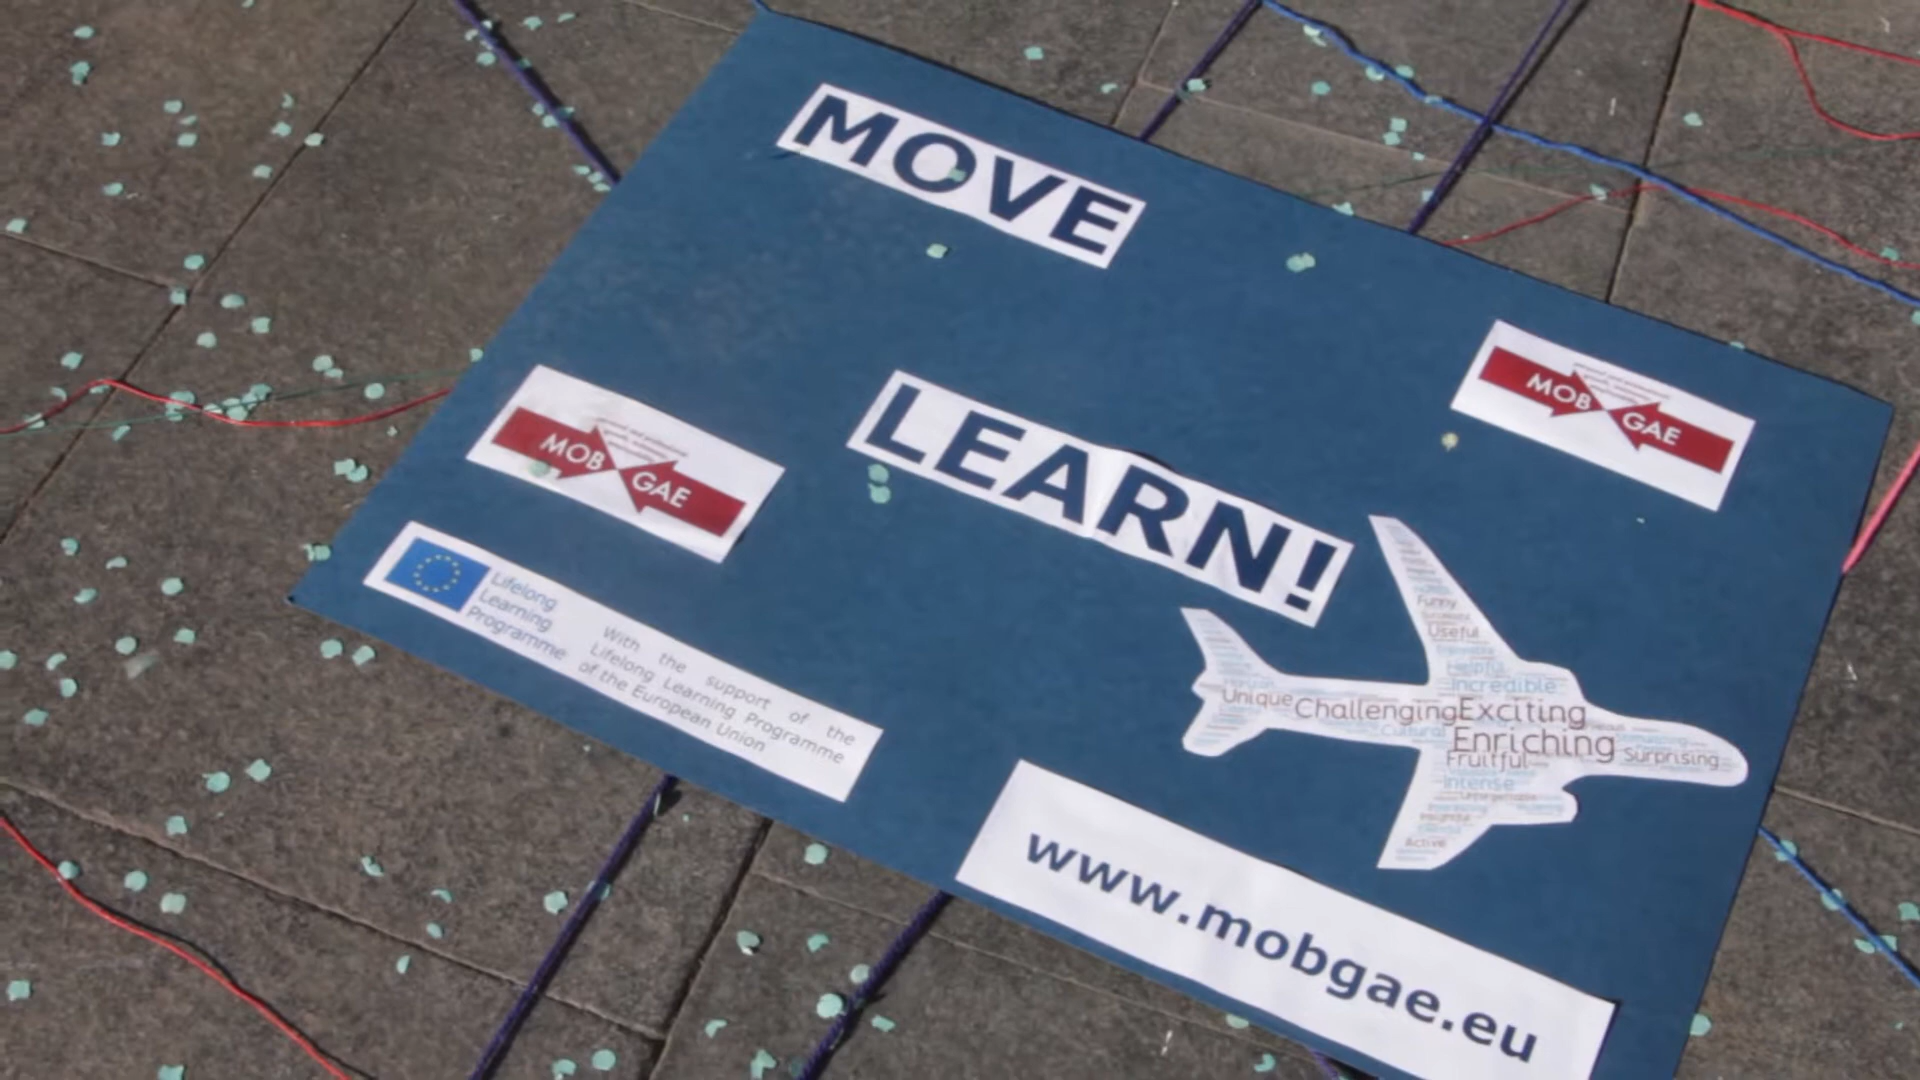 MOVE
LEARN!
MOB
GAE
MOB
GAE
Lifelong
Learning
Programme
With the support of the
Lifelong Learning Programme
of the European Union
Funny
Useful
Helpful
Incredible
Unique Challenging Exciting
Cultural
Enriching
Fruitful
Surprising
Intense
Active
www.mobgae.eu